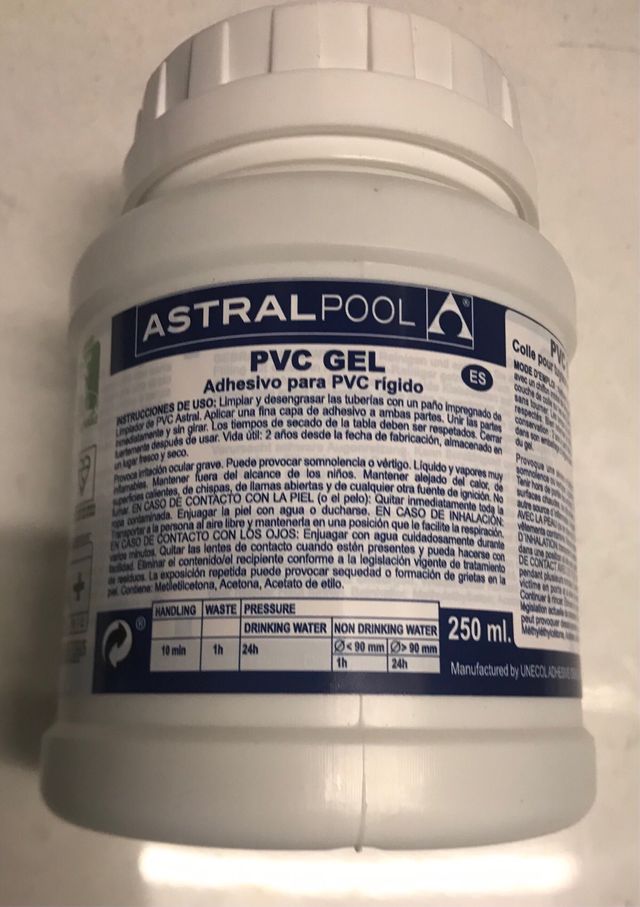 ASTRALPOOL ®
PVC GEL
Adhesivo para PVC rígido
ES
INSTRUCCIONES DE USO: Limpiar y desengrasar las tuberías con un paño impregnado de
Limpiador de PVC Astral. Aplicar una fina capa de adhesivo a ambas partes. Unir las partes
inmediatamente y sin girar. Los tiempos de secado de la tabla deben ser respetados. Cerrar
fuertemente después de usar. Vida útil: 2 años desde la fecha de fabricación, almacenado en
un lugar fresco y seco.
Provoca irritación ocular grave. Puede provocar somnolencia o vértigo. Líquido y vapores muy
inflamables. Mantener fuera del alcance de los niños. Mantener alejado del calor, de
superficies calientes, de chispas, de llamas abiertas y de cualquier otra fuente de ignición. No
fumar. EN CASO DE CONTACTO CON LA PIEL (o el pelo): Quitar inmediatamente toda la
ropa contaminada. Enjuagar la piel con agua o ducharse. EN CASO DE INHALACIÓN:
Transportar a la persona al aire libre y mantenerla en una posición que le facilite la respiración.
EN CASO DE CONTACTO CON LOS OJOS: Enjuagar con agua cuidadosamente durante
varios minutos. Quitar las lentes de contacto cuando estén presentes y pueda hacerse con
facilidad. Eliminar el contenido/el recipiente conforme a la legislación vigente de tratamiento
de residuos. La exposición repetida puede provocar sequedad o formación de grietas en la
piel. Contiene: Metiletilcetona, Acetona, Acetato de etilo.
HANDLING WASTE PRESSURE
DRINKING WATER NON DRINKING WATER
10 min 1h 24h Ø< 90 mm Ø> 90 mm
1h 24h
®
250 ml.
Manufactured by UNECOL
PVC
Colle pour
MODE D'EMPLOI
AVEC LA PEAU
D'INHALATION
DE CONTACT